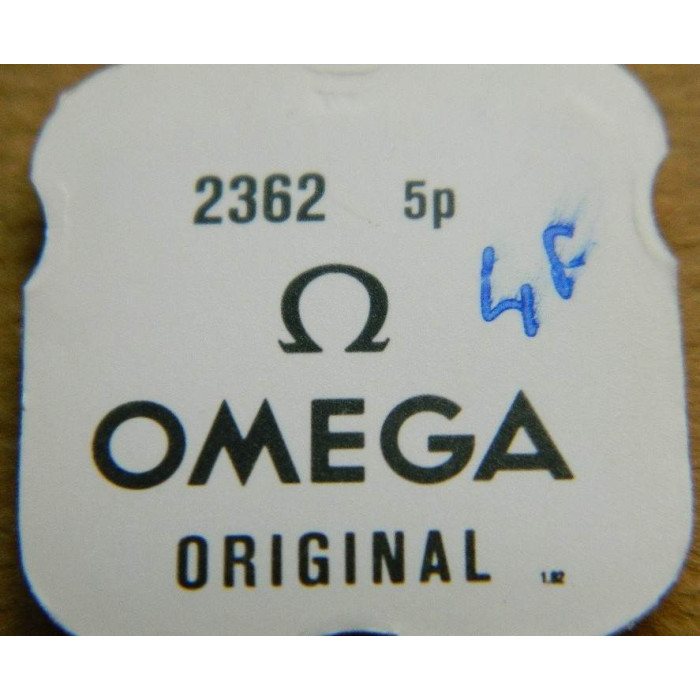 2362 5p
4F
Ω
OMEGA
ORIGINAL 1.82